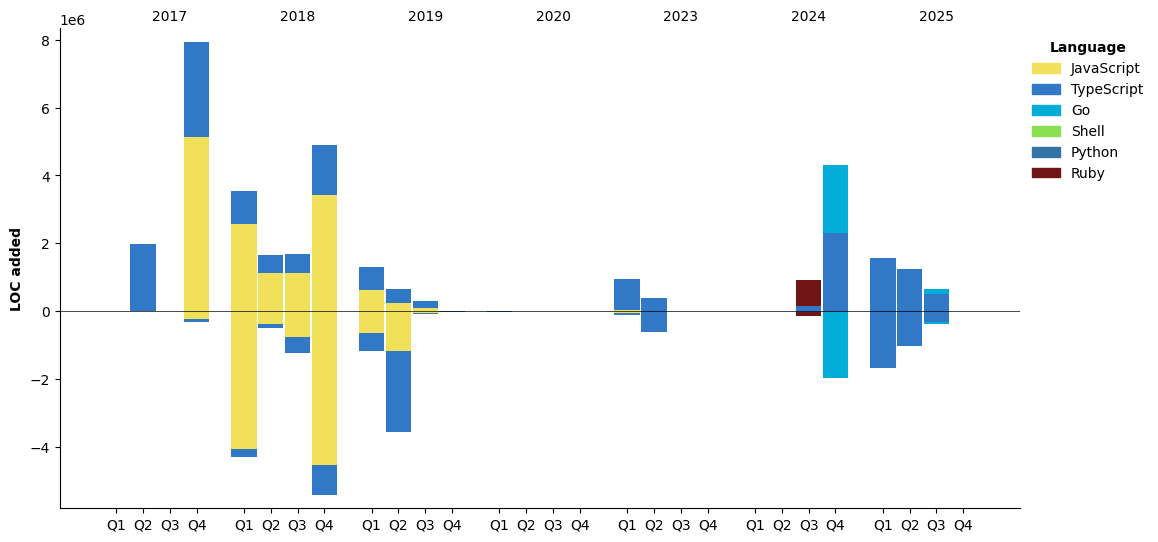 2017 2018 2019 2020 2023 2024 2025
1e6
8
6
4
2
0
−2
−4
LOC added
Q1 Q2 Q3 Q4 Q1 Q2 Q3 Q4 Q1 Q2 Q3 Q4 Q1 Q2 Q3 Q4 Q1 Q2 Q3 Q4 Q1 Q2 Q3 Q4 Q1 Q2 Q3 Q4
Language
JavaScript
TypeScript
Go
Shell
Python
Ruby